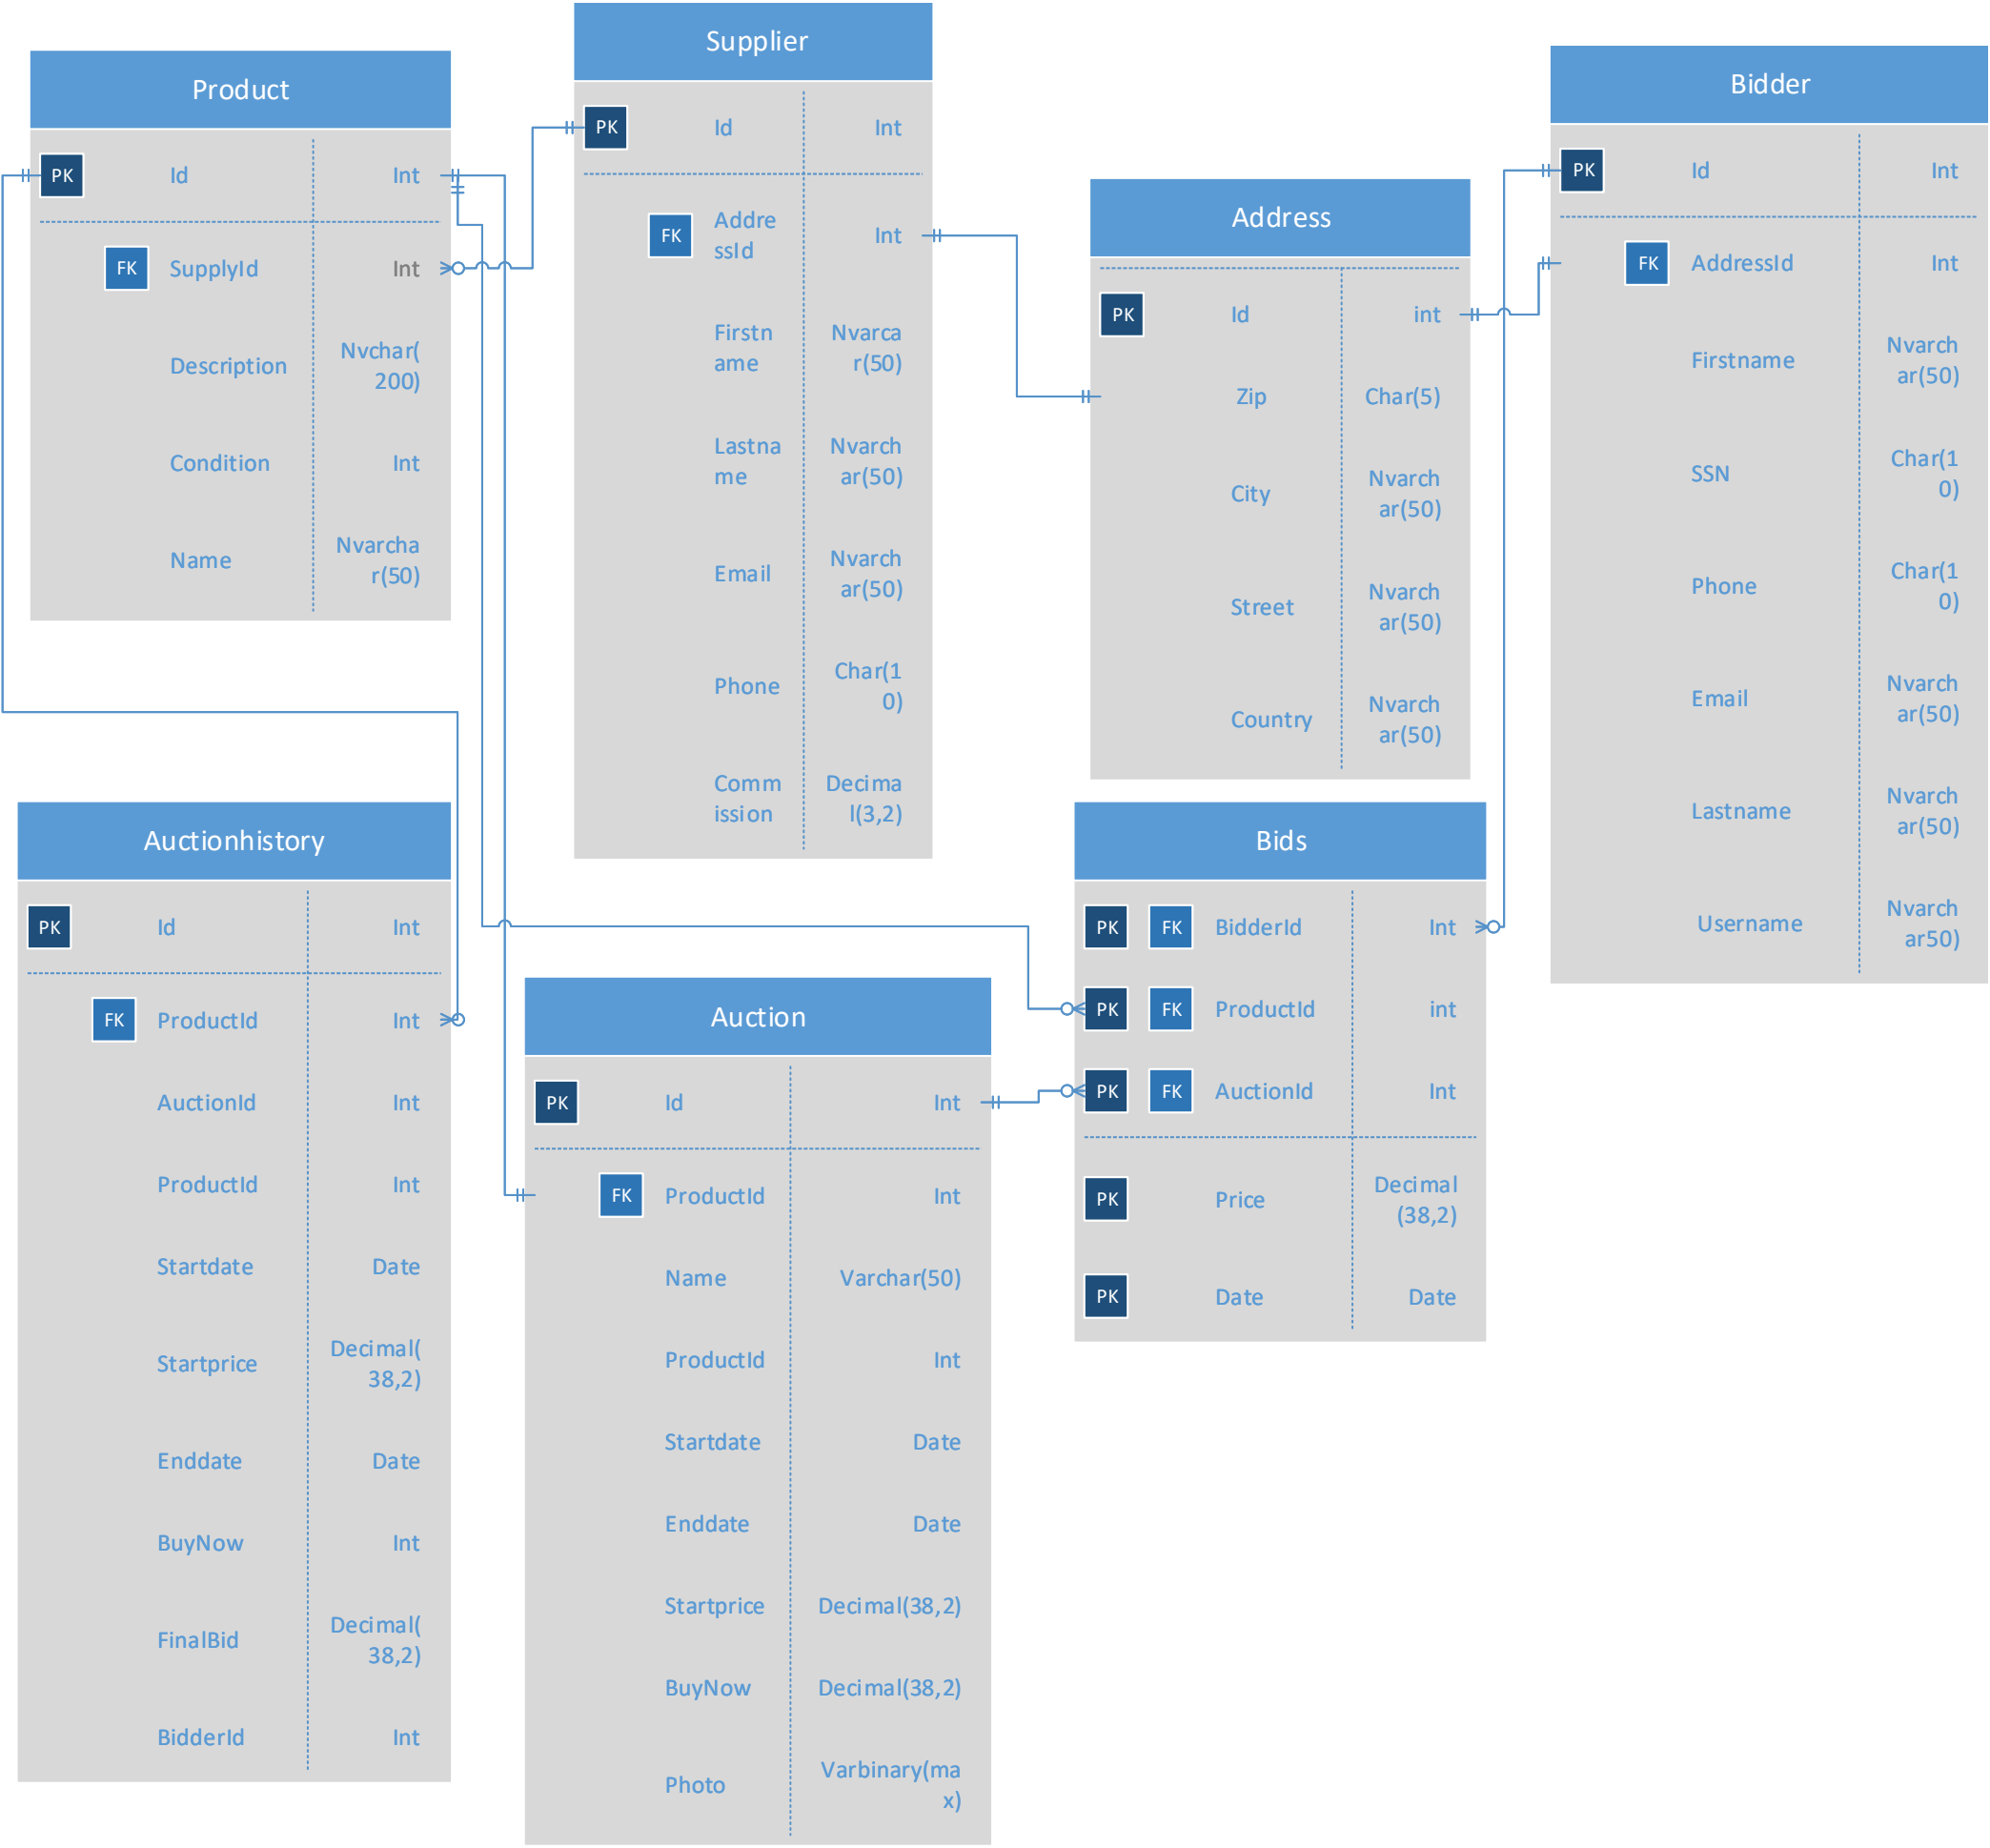 Product
PK Id Int
FK SupplyId Int
Description Nvchar(
200)
Condition Int
Name Nvarcha
r(50)
Supplier
PK Id Int
FK Addre
ssId Int
Firstn
ame Nvarca
r(50)
Lastna
me Nvarch
ar(50)
Email Nvarch
ar(50)
Phone Char(1
0)
Comm
ission Decima
l(3,2)
Address
PK Id int
Zip Char(5)
City Nvarch
ar(50)
Street Nvarch
ar(50)
Country Nvarch
ar(50)
Bidder
PK Id Int
FK AddressId Int
Firstname Nvarch
ar(50)
SSN Char(1
0)
Phone Char(1
0)
Email Nvarch
ar(50)
Lastname Nvarch
ar(50)
Username Nvarch
ar50)
Auctionhistory
PK Id Int
FK ProductId Int
AuctionId Int
ProductId Int
Startdate Date
Startprice Decimal(
38,2)
Enddate Date
BuyNow Int
FinalBid Decimal(
38,2)
BidderId Int
Auction
PK Id Int
FK ProductId Int
Name Varchar(50)
ProductId Int
Startdate Date
Enddate Date
Startprice Decimal(38,2)
BuyNow Decimal(38,2)
Photo Varbinary(ma
x)
Bids
PK FK BidderId Int
PK FK ProductId int
PK FK AuctionId Int
PK Price Decimal
(38,2)
PK Date Date